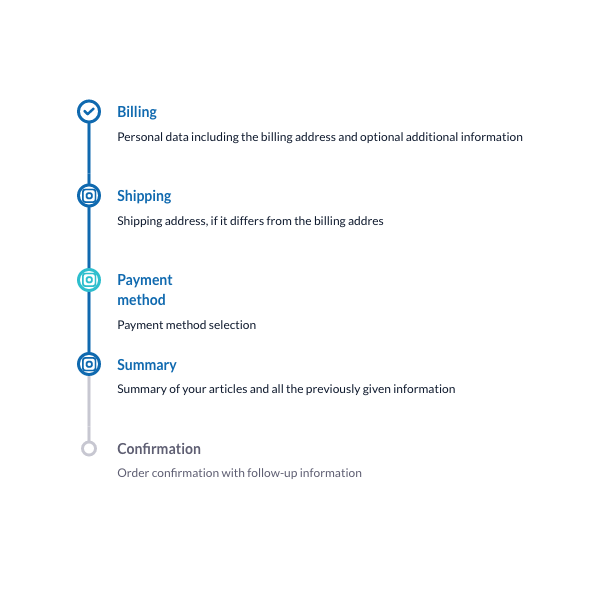 Billing
Personal data including the billing address and optional additional information
Shipping
Shipping address, if it differs from the billing addres
Payment
method
Payment method selection
Summary
Summary of your articles and all the previously given information
Confirmation
Order confirmation with follow-up information